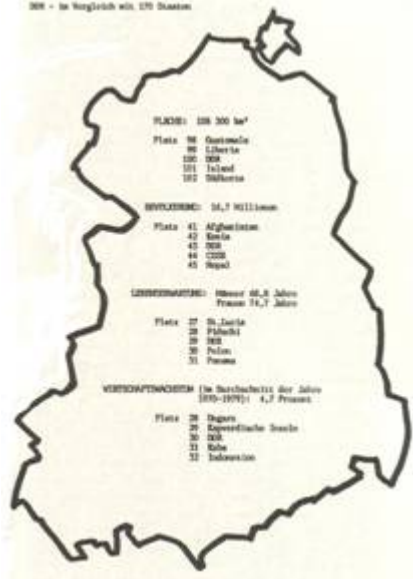 DDR - im Vergleich mit 170 Staaten
FLÄCHE: 108 300 km²
Platz 98 Guatemala
99 Liberia
100 DDR
101 Island
102 Südkorea
BEVÖLKERUNG: 16,7 Millionen
Platz 41 Afghanistan
42 Kenia
43 DDR
44 CSSR
45 Nepal
LEBENSERWARTUNG: Männer 68,8 Jahre
Frauen 74,7 Jahre
Platz 27 St.Lucia
28
29 DDR
30 Polen
31 Panama
WIRTSCHAFTSWACHSTUM (im Durchschnitt der Jahre
1970-1979): 4,7 Prozent
Platz 28 Ungarn
29 Kapverdische Inseln
30 DDR
31 Kuba
32 Indonesien